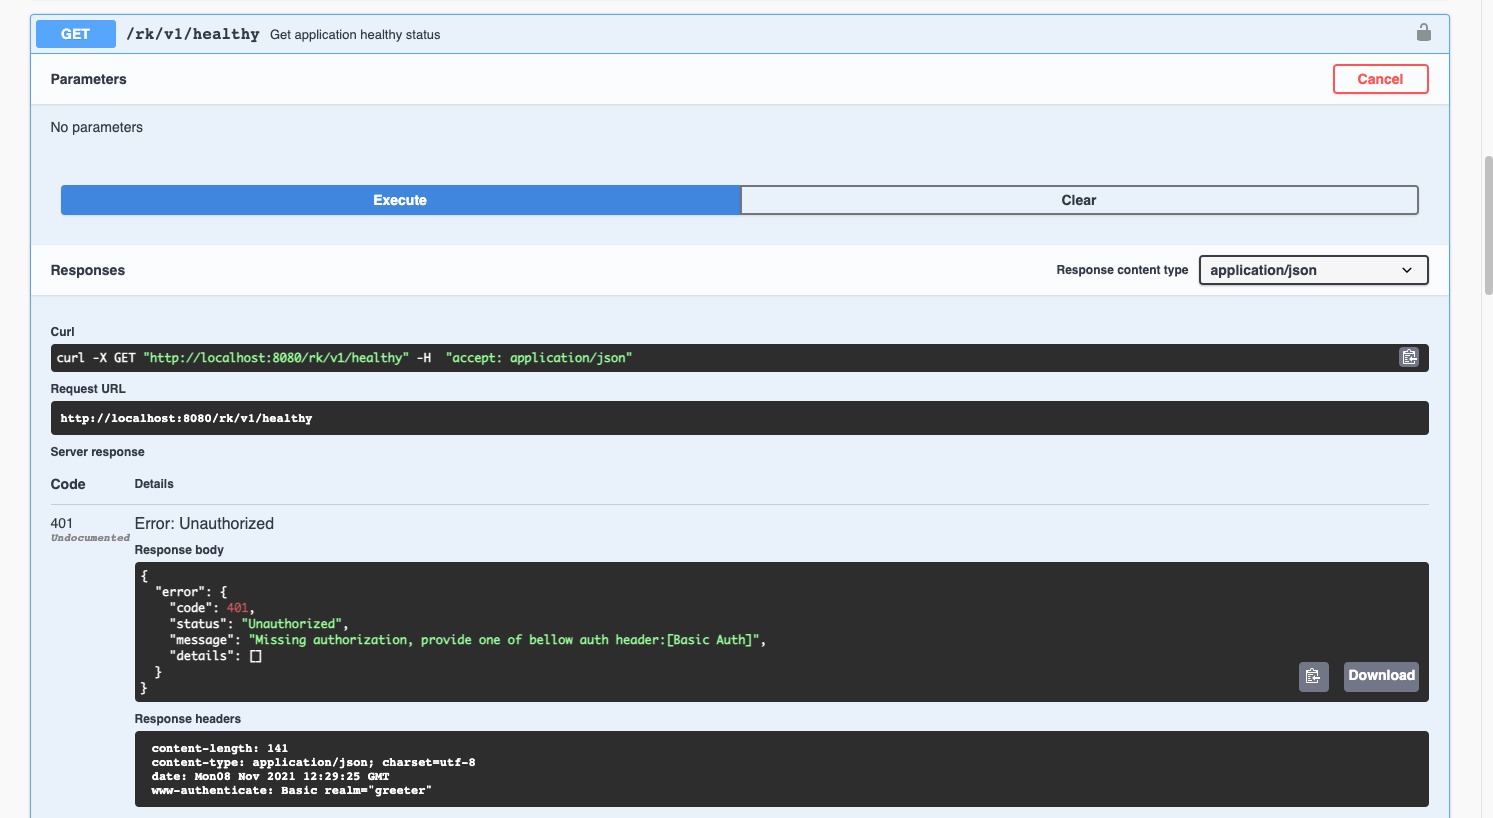 GET /rk/v1/healthy Get application healthy status
Parameters Cancel
No parameters
Execute Clear
Responses Response content type application/json
Curl
curl -X GET "http://localhost:8080/rk/v1/healthy" -H  "accept: application/json"
Request URL
http://localhost:8080/rk/v1/healthy
Server response
Code Details
401 Error: Unauthorized
Undocumented
Response body
{
  "error": {
    "code": 401,
    "status": "Unauthorized",
    "message": "Missing authorization, provide one of bellow auth header:[Basic Auth]",
    "details": []
  }
}
Download
Response headers
content-length: 141
content-type: application/json; charset=utf-8
date: Mon08 Nov 2021 12:29:25 GMT
www-authenticate: Basic realm="greeter"